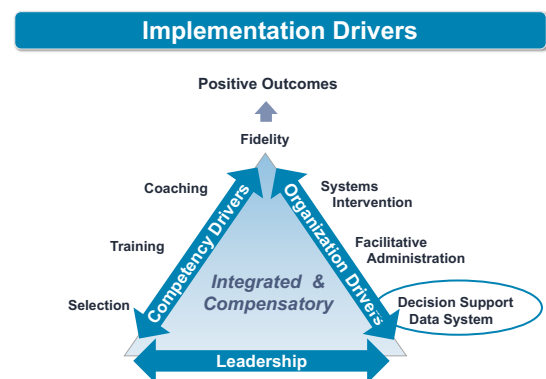 Implementation Drivers
Positive Outcomes
Fidelity
Coaching
Training
Selection
Competency Drivers
Organization Drivers
Systems
Intervention
Facilitative
Administration
Decision Support
Data System
Integrated &
Compensatory
Leadership